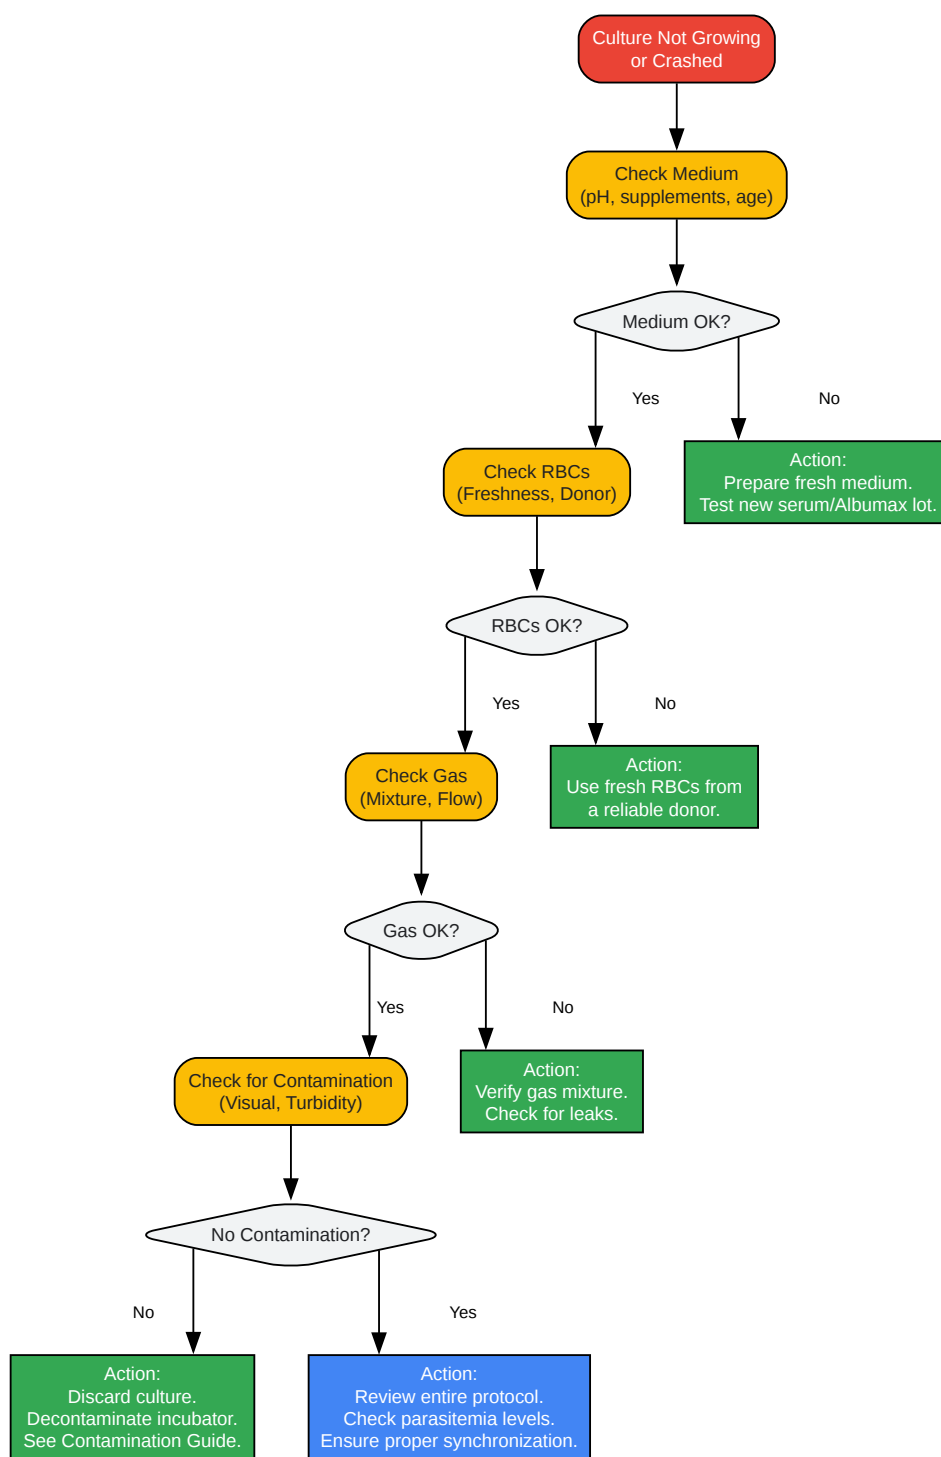 Culture Not Growing
or Crashed
Check Medium
(pH, supplements, age)
Medium OK?
Yes
No
Check RBCs
(Freshness, Donor)
Action:
Prepare fresh medium.
Test new serum/Albumax lot.
RBCs OK?
Yes
No
Check Gas
(Mixture, Flow)
Action:
Use fresh RBCs from
a reliable donor.
Gas OK?
Yes
No
Check for Contamination
(Visual, Turbidity)
Action:
Verify gas mixture.
Check for leaks.
No Contamination?
No
Yes
Action:
Discard culture.
Decontaminate incubator.
See Contamination Guide.
Action:
Review entire protocol.
Check parasitemia levels.
Ensure proper synchronization.